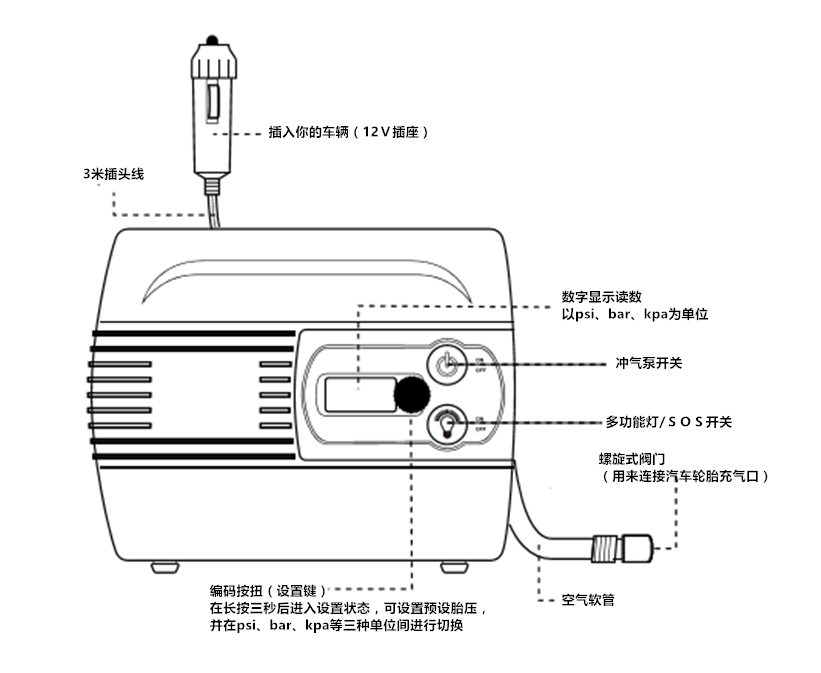 插入你的车辆（12V插座）
3米插头线
数字显示读数
以psi、bar、kpa为单位
冲气泵开关
ON
OFF
多功能灯/SOS开关
ON
OFF
螺旋式阀门
（用来连接汽车轮胎充气口）
编码按扭（设置键）
在长按三秒后进入设置状态，可设置预设胎压，
并在psi、bar、kpa等三种单位间进行切换
空气软管